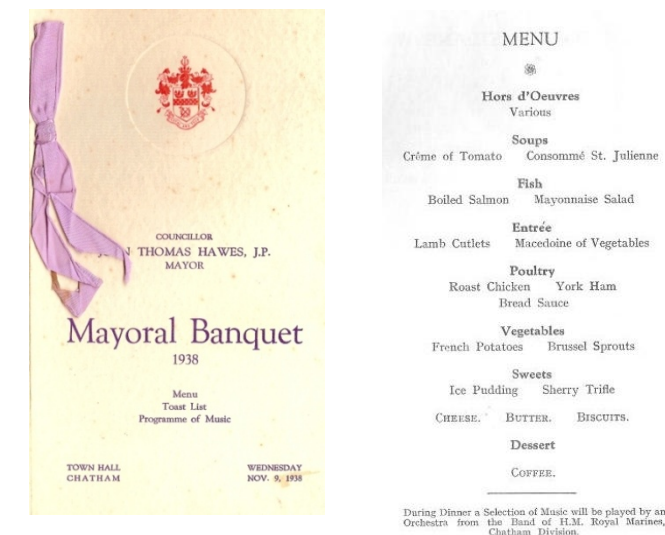 COUNCILLOR
THOMAS HAWES, J.P.
MAYOR
Mayoral Banquet
1938
Menu
Toast List
Programme of Music
TOWN HALL
CHATHAM
WEDNESDAY
NOV. 9, 1938
MENU
Hors d'Oeuvres
Various
Soups
Créme of Tomato Consommé St. Julienne
Fish
Boiled Salmon Mayonnaise Salad
Entrée
Lamb Cutlets Macedoine of Vegetables
Poultry
Roast Chicken York Ham
Bread Sauce
Vegetables
French Potatoes Brussel Sprouts
Sweets
Ice Pudding Sherry Trifle
CHEESE. BUTTER. BISCUITS.
Dessert
COFFEE.
During Dinner a Selection of Music will be played by an
Orchestra from the Band of H.M. Royal Marines,
Chatham Division.